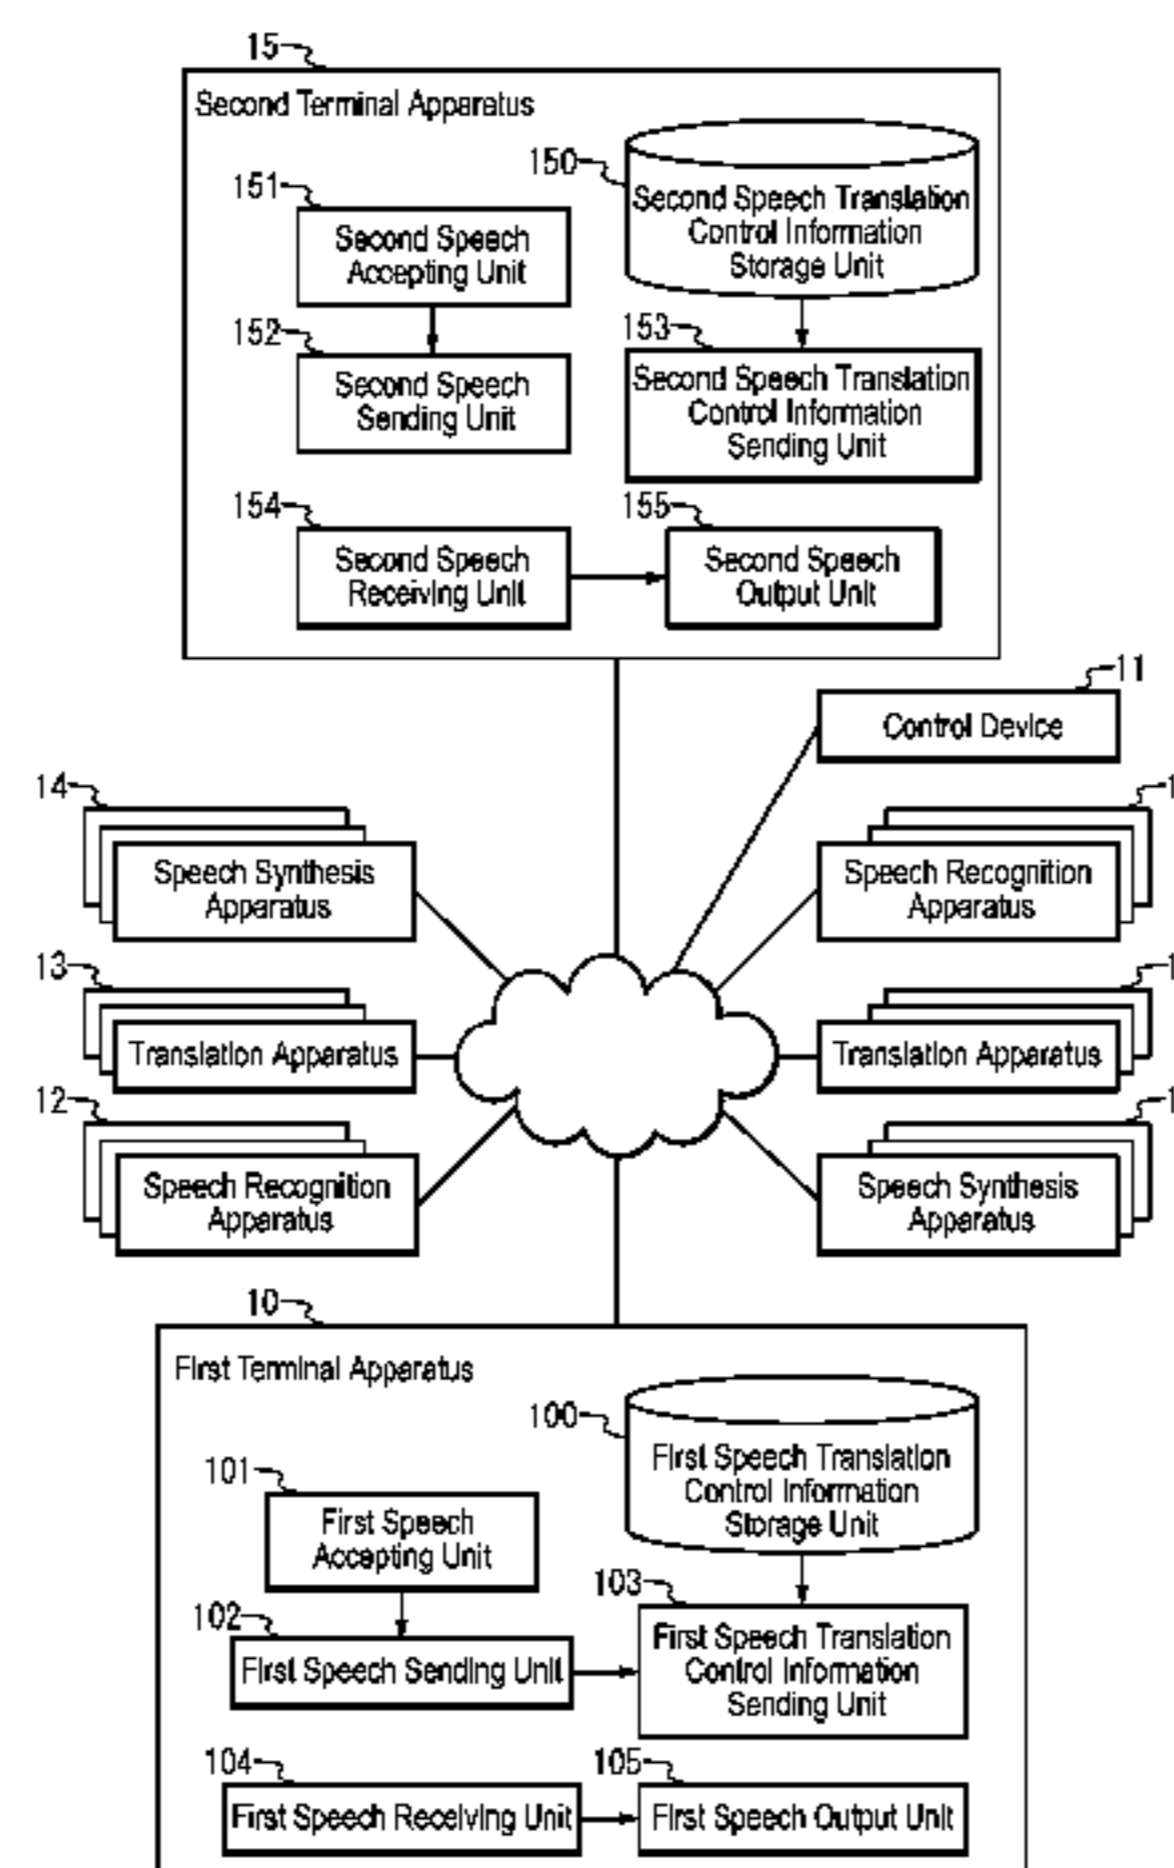 15
Second Terminal Apparatus
150
Second Speech Translation
Control Information
Storage Unit
151
Second Speech
Accepting Unit
152
Second Speech
Sending Unit
153
Second Speech Translation
Control Information
Sending Unit
154
Second Speech
Receiving Unit
155
Second Speech
Output Unit
11
Control Device
14
Speech Synthesis
Apparatus
1
Speech Recognition
Apparatus
13
Translation Apparatus
1
Translation Apparatus
12
Speech Recognition
Apparatus
1
Speech Synthesis
Apparatus
10
First Terminal Apparatus
100
First Speech Translation
Control Information
Storage Unit
101
First Speech
Accepting Unit
102
First Speech Sending Unit
103
First Speech Translation
Control Information
Sending Unit
104
First Speech Receiving Unit
105
First Speech Output Unit